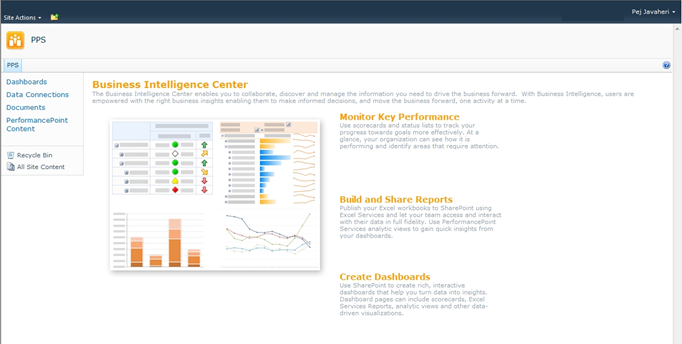 Site Actions
Pej Javaheri
PPS
PPS
Dashboards
Data Connections
Documents
PerformancePoint
Content
Recycle Bin
All Site Content
Business Intelligence Center
The Business Intelligence Center enables you to collaborate, discover and manage the information you need to drive the business forward. With Business Intelligence, users are
empowered with the right business insights enabling them to make informed decisions, and move the business forward, one activity at a time.
Monitor Key Performance
Use scorecards and status lists to track your
progress towards goals more effectively. At a
glance, your organization can see how it is
performing and identify areas that require attention.
Build and Share Reports
Publish your Excel workbooks to SharePoint using
Excel Services and let your team access and interact
with their data in full fidelity. Use PerformancePoint
Services analytic views to gain quick insights from
your dashboards.
Create Dashboards
Use SharePoint to create rich, interactive
dashboards that help you turn data into insights.
Dashboard pages can include scorecards, Excel
Services Reports, analytic views and other data-
driven visualizations.